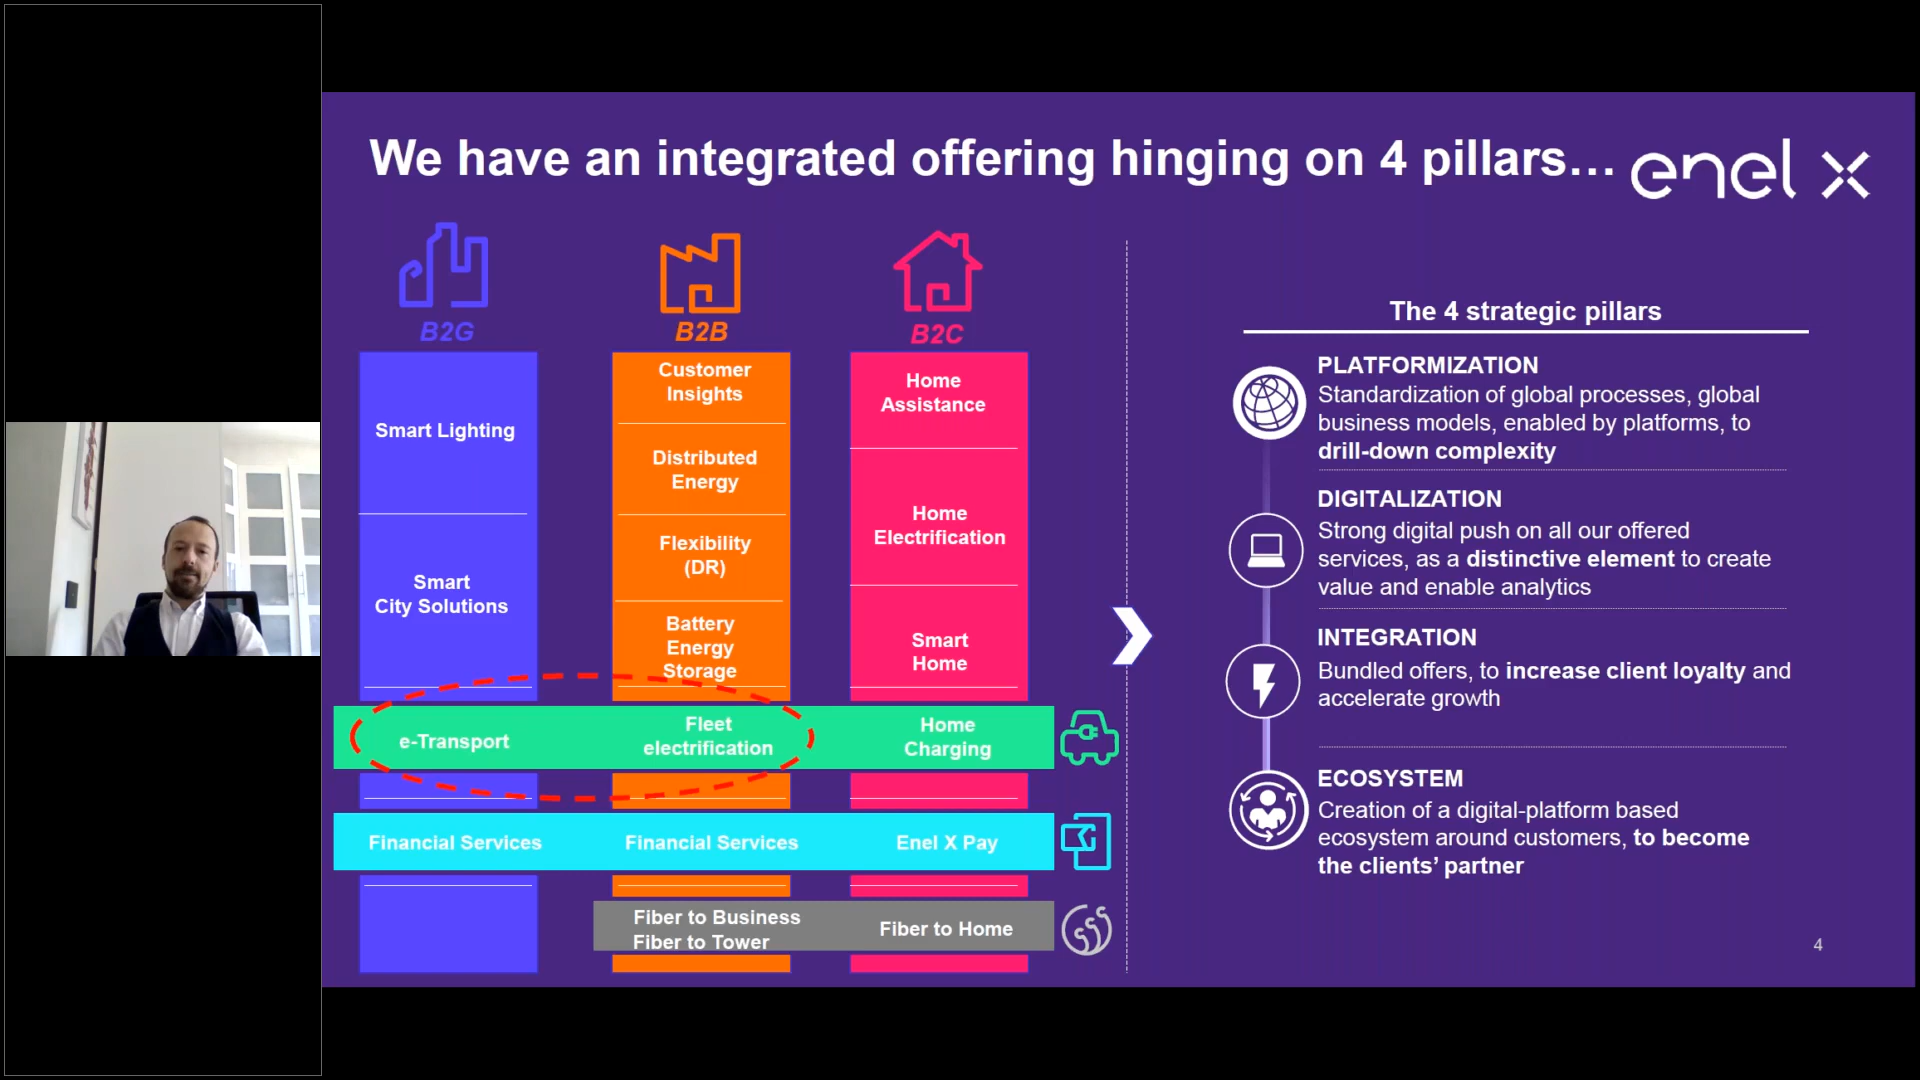 We have an integrated offering hinging on 4 pillars…
enel x
B2G
Smart Lighting
Smart
City Solutions
B2B
Customer
Insights
Distributed
Energy
Flexibility
(DR)
Battery
Energy
Storage
B2C
Home
Assistance
Home
Electrification
Smart
Home
e-Transport
Fleet
electrification
Home
Charging
Financial Services
Financial Services
Enel X Pay
Fiber to Business
Fiber to Tower
Fiber to Home
The 4 strategic pillars
PLATFORMIZATION
Standardization of global processes, global
business models, enabled by platforms, to
drill-down complexity
DIGITALIZATION
Strong digital push on all our offered
services, as a distinctive element to create
value and enable analytics
INTEGRATION
Bundled offers, to increase client loyalty and
accelerate growth
ECOSYSTEM
Creation of a digital-platform based
ecosystem around customers, to become
the clients’ partner
4